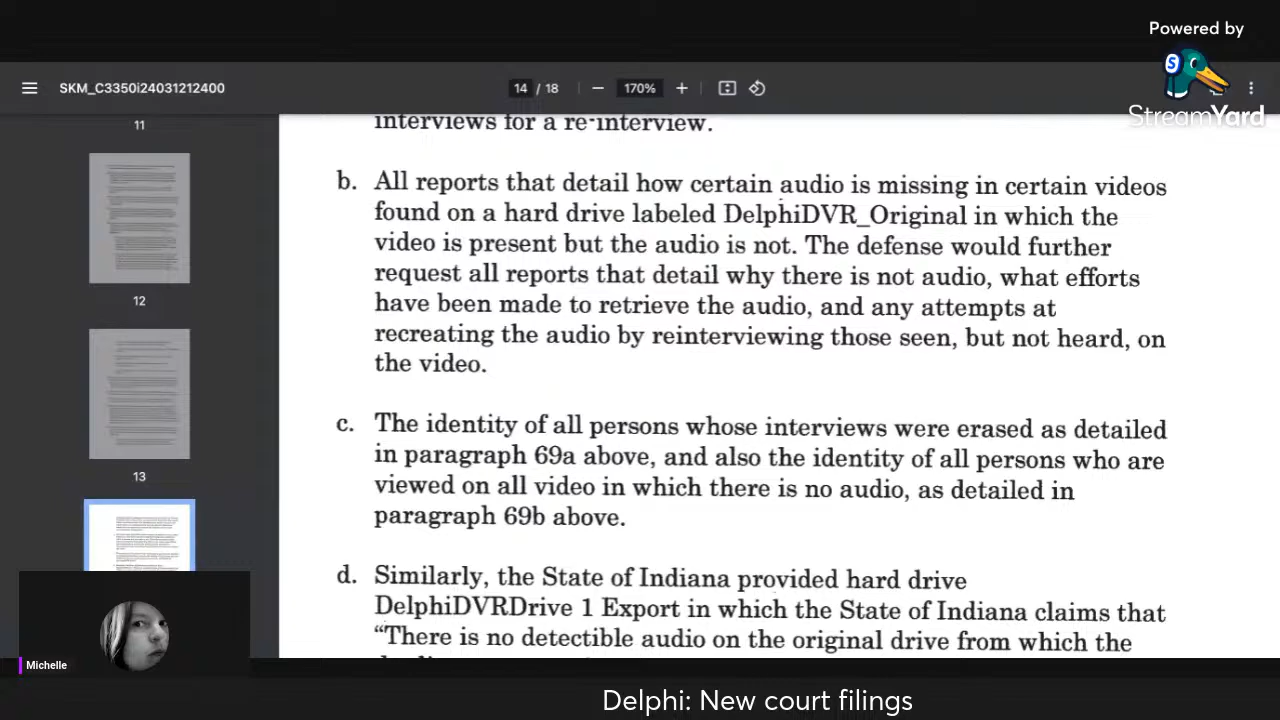 Powered by
StreamYard
SKM_C3350i24031212400
14 / 18
170%
11
12
13
interviews for a re-interview.
b. All reports that detail how certain audio is missing in certain videos
found on a hard drive labeled DelphiDVR_Original in which the
video is present but the audio is not. The defense would further
request all reports that detail why there is not audio, what efforts
have been made to retrieve the audio, and any attempts at
recreating the audio by reinterviewing those seen, but not heard, on
the video.
c. The identity of all persons whose interviews were erased as detailed
in paragraph 69a above, and also the identity of all persons who are
viewed on all video in which there is no audio, as detailed in
paragraph 69b above.
d. Similarly, the State of Indiana provided hard drive
DelphiDVRDrive 1 Export in which the State of Indiana claims that
“There is no detectible audio on the original drive from which the
Michelle
Delphi: New court filings